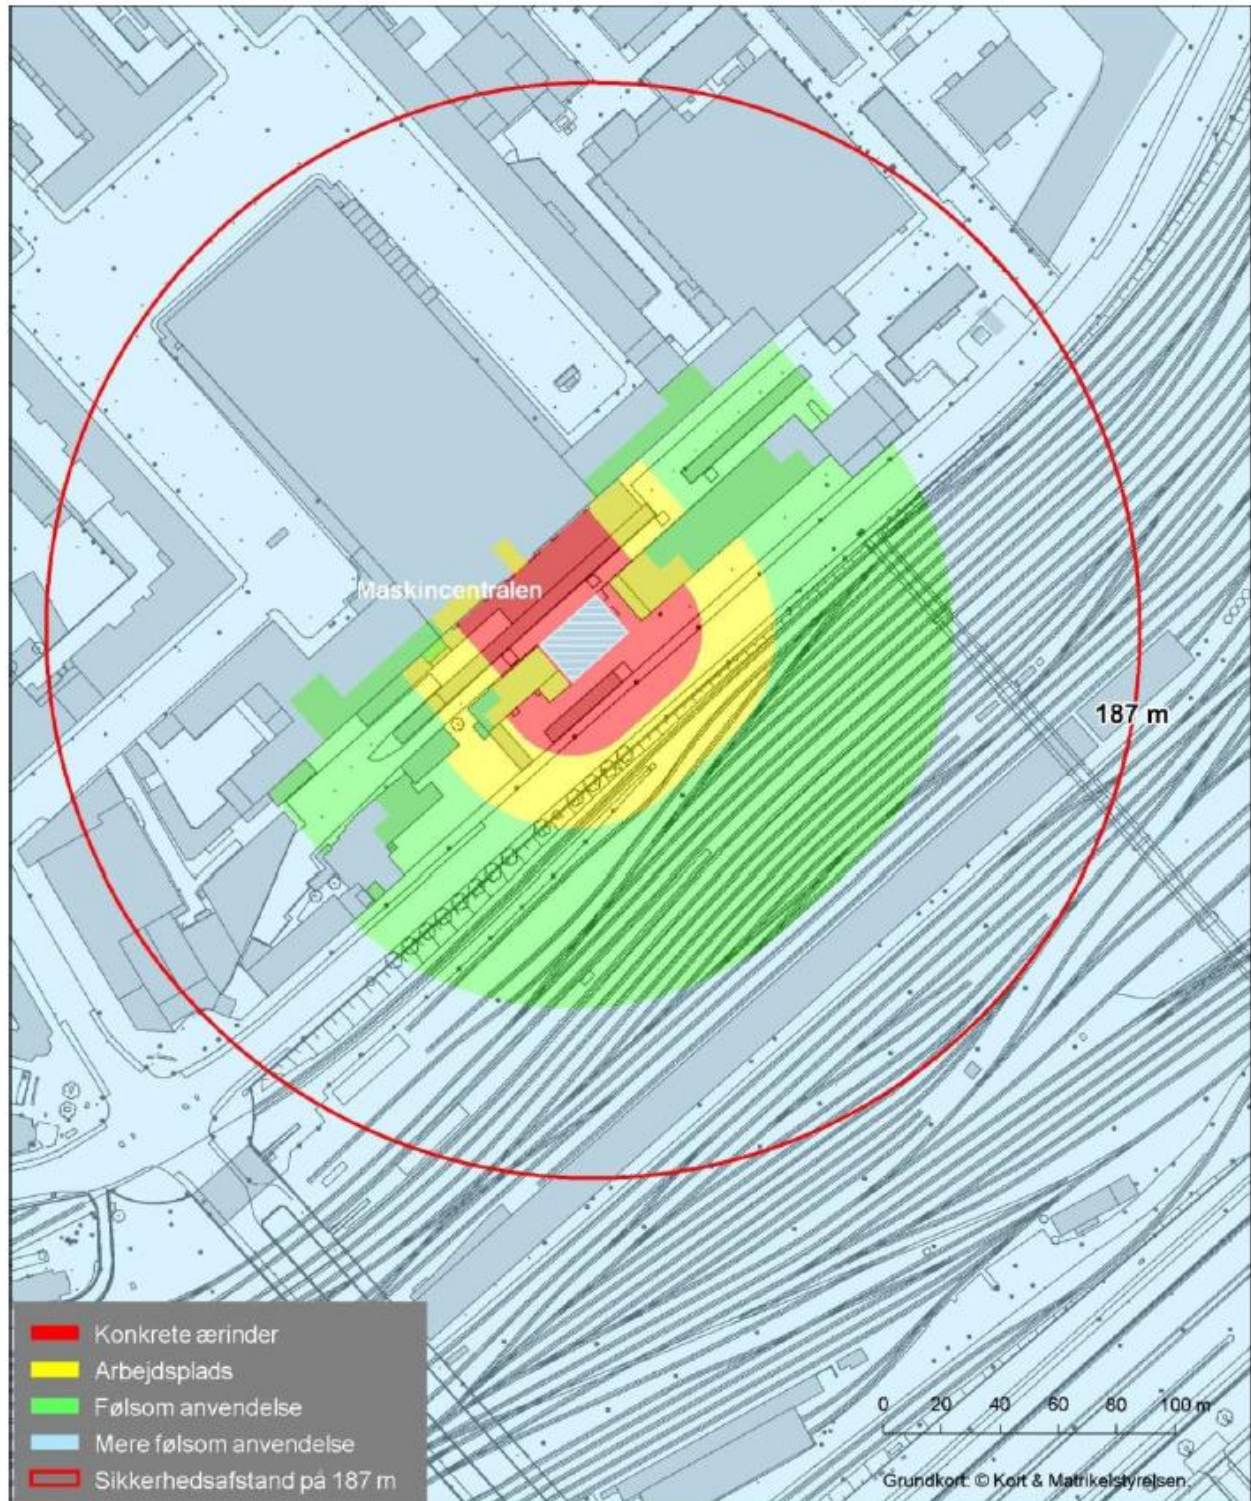 Maskincentralen
187 m
Konkrete ærinder
Arbejdsplads
Følsom anvendelse
Mere følsom anvendelse
Sikkerhedsafstand på 187 m
0 20 40 60 80 100 m
Grundkort: © Kort & Matrikelstyrelsen.